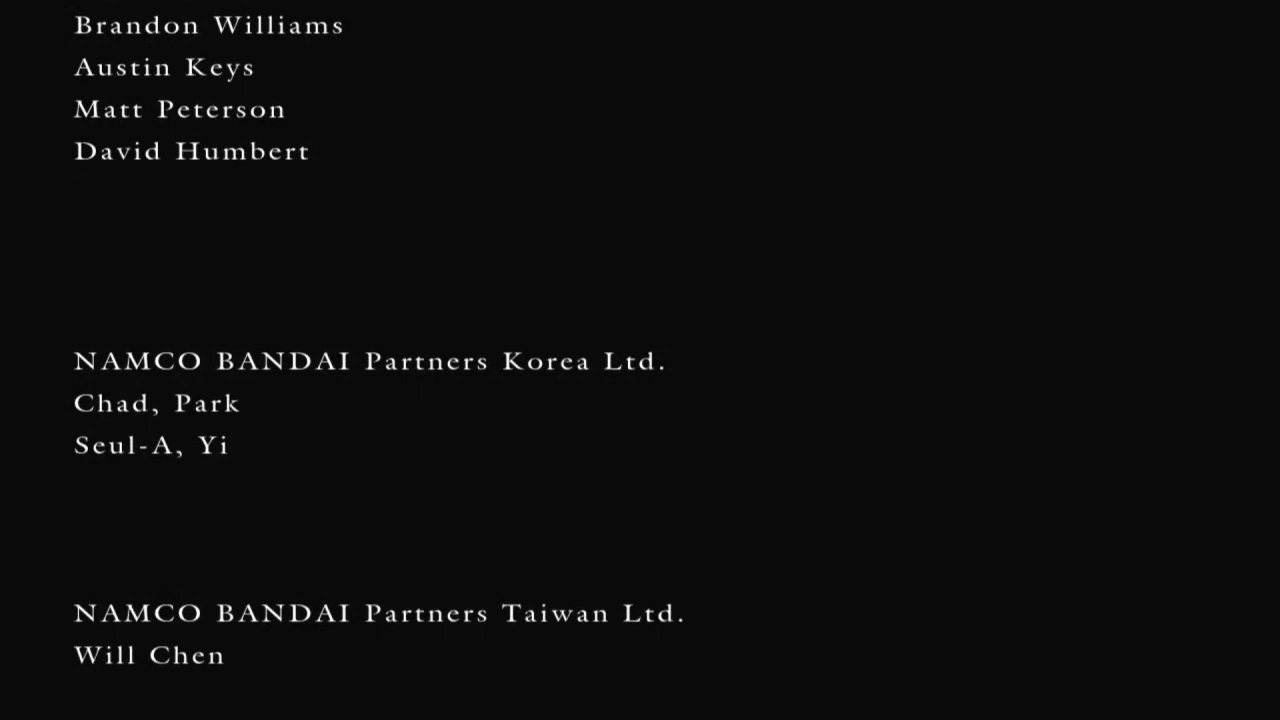 Brandon Williams
Austin Keys
Matt Peterson
David Humbert
NAMCO BANDAI Partners Korea Ltd.
Chad, Park
Seul-A, Yi
NAMCO BANDAI Partners Taiwan Ltd.
Will Chen